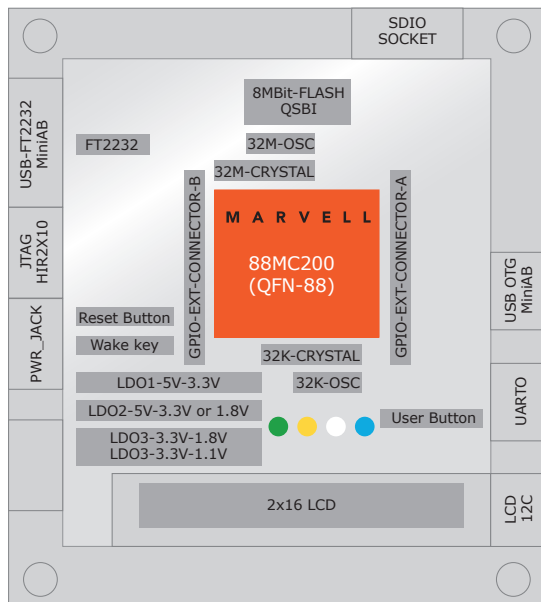 SDIO
SOCKET
8MBit-FLASH
QSBI
USB-FT2232
MiniAB
FT2232
32M-OSC
32M-CRYSTAL
GPIO-EXT-CONNECTOR-B
MARVELL
88MC200
(QFN-88)
GPIO-EXT-CONNECTOR-A
JTAG
HIR2X10
USB OTG
MiniAB
PWR_JACK
Reset Button
Wake key
32K-CRYSTAL
32K-OSC
LDO1-5V-3.3V
LDO2-5V-3.3V or 1.8V
LDO3-3.3V-1.8V
LDO3-3.3V-1.1V
User Button
UARTO
2x16 LCD
LCD
12C